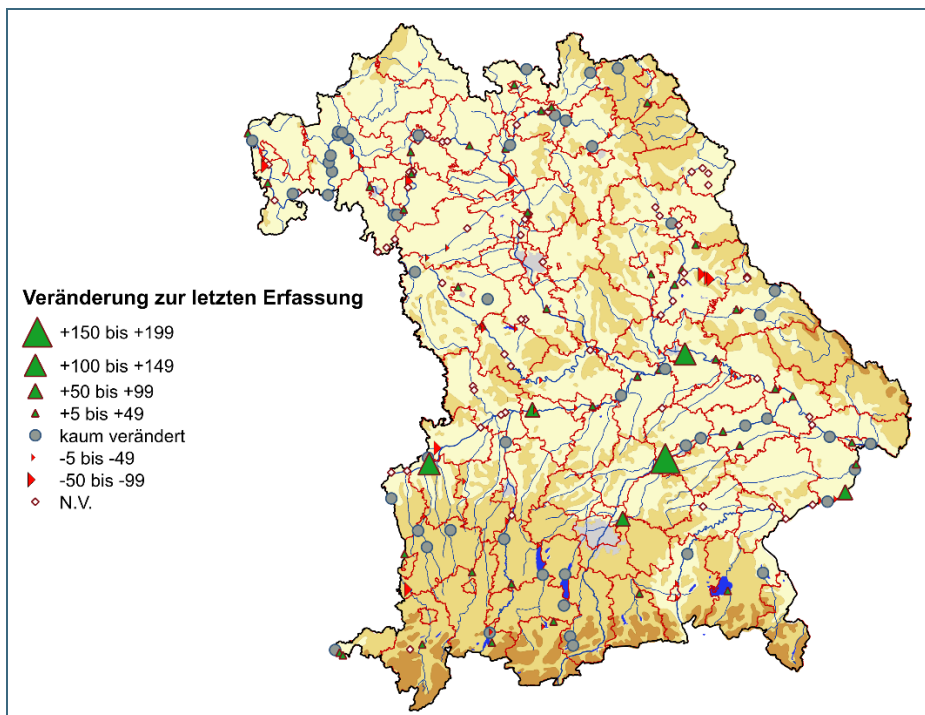 Veränderung zur letzten Erfassung
+150 bis +199
+100 bis +149
+50 bis +99
+5 bis +49
kaum verändert
-5 bis -49
-50 bis -99
N.V.